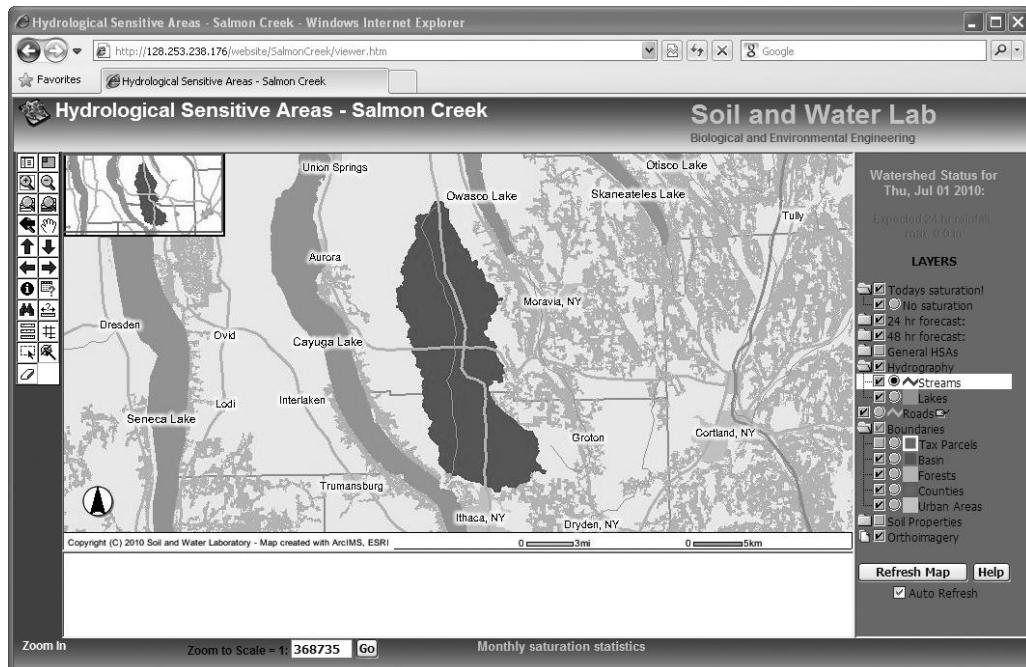 Hydrological Sensitive Areas - Salmon Creek - Windows Internet Explorer
http://128.253.238.176/website/SalmonCreek/viewer.htm
Google
Favorites
Hydrological Sensitive Areas - Salmon Creek
Hydrological Sensitive Areas - Salmon Creek
Soil and Water Lab
Biological and Environmental Engineering
Union Springs
Otisco Lake
Owasco Lake
Skaneateles Lake
Tully
Aurora
Moravia, NY
Dresden
Ovid
Cayuga Lake
Interlaken
Lodi
Seneca Lake
Groton
Cortland, NY
Trumansburg
Ithaca, NY
Dryden, NY
Copyright (C) 2010 Soil and Water Laboratory - Map created with ArcIMS, ESRI
0 3mi
0 5km
Watershed Status for
Thu, Jul 01 2010:
Expected 24 hr rainfall
max: 0.0 in
LAYERS
Todays saturation!
No saturation
24 hr forecast:
48 hr forecast:
General HSAs
Hydrography
Streams
Lakes
Roads
Boundaries
Tax Parcels
Basin
Forests
Counties
Urban Areas
Soil Properties
Orthoimagery
Refresh Map Help
Auto Refresh
Zoom In
Zoom to Scale = 1: 368735 Go
Monthly saturation statistics